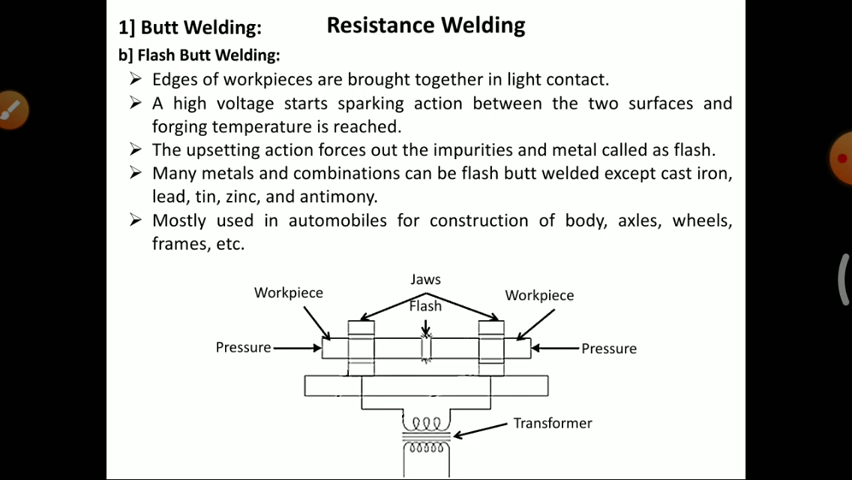 Resistance Welding
1] Butt Welding:
b] Flash Butt Welding:
➢ Edges of workpieces are brought together in light contact.
➢ A high voltage starts sparking action between the two surfaces and
forging temperature is reached.
➢ The upsetting action forces out the impurities and metal called as flash.
➢ Many metals and combinations can be flash butt welded except cast iron,
lead, tin, zinc, and antimony.
➢ Mostly used in automobiles for construction of body, axles, wheels,
frames, etc.
Jaws
Workpiece
Flash
Workpiece
Pressure
Pressure
Transformer